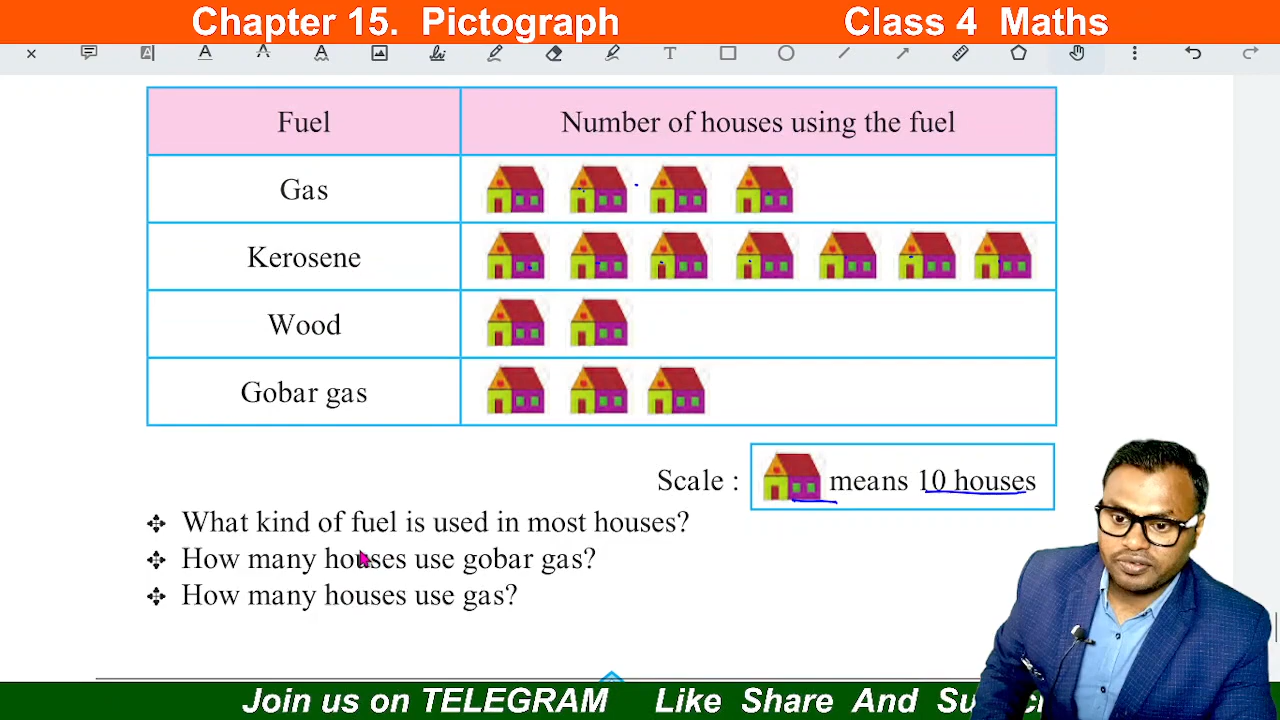 Chapter 15. Pictograph Class 4 Maths
Fuel Number of houses using the fuel
Gas
Kerosene
Wood
Gobar gas
Scale : means 10 houses
What kind of fuel is used in most houses?
How many houses use gobar gas?
How many houses use gas?
Join us on TELEGRAM Like Share And